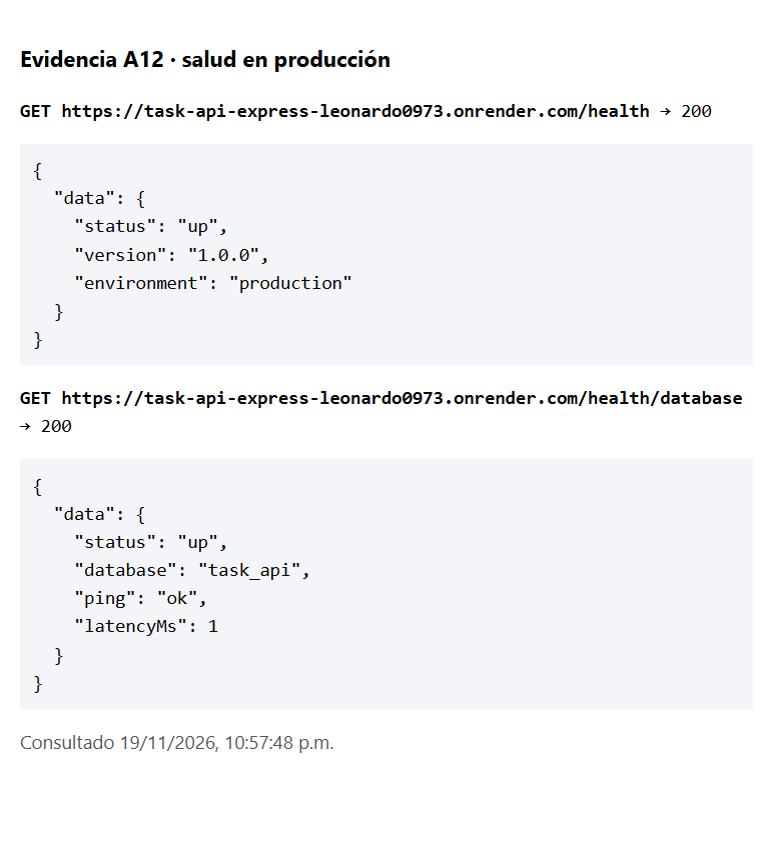 Evidencia A12 · salud en producción
GET https://task-api-express-leonardo0973.onrender.com/health → 200
{
  "data": {
    "status": "up",
    "version": "1.0.0",
    "environment": "production"
  }
}
GET https://task-api-express-leonardo0973.onrender.com/health/database
→ 200
{
  "data": {
    "status": "up",
    "database": "task_api",
    "ping": "ok",
    "latencyMs": 1
  }
}
Consultado 19/11/2026, 10:57:48 p.m.